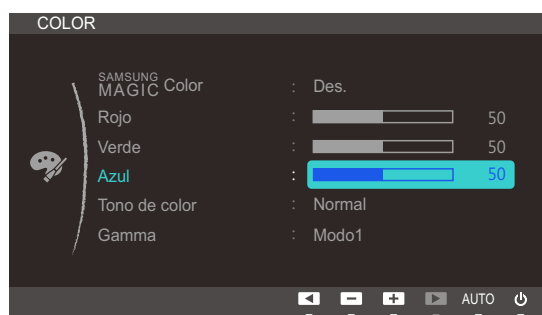 COLOR
SAMSUNG
MAGIC Color : Des.
Rojo : 50
Verde : 50
Azul : 50
Tono de color : Normal
Gamma : Modo1
AUTO